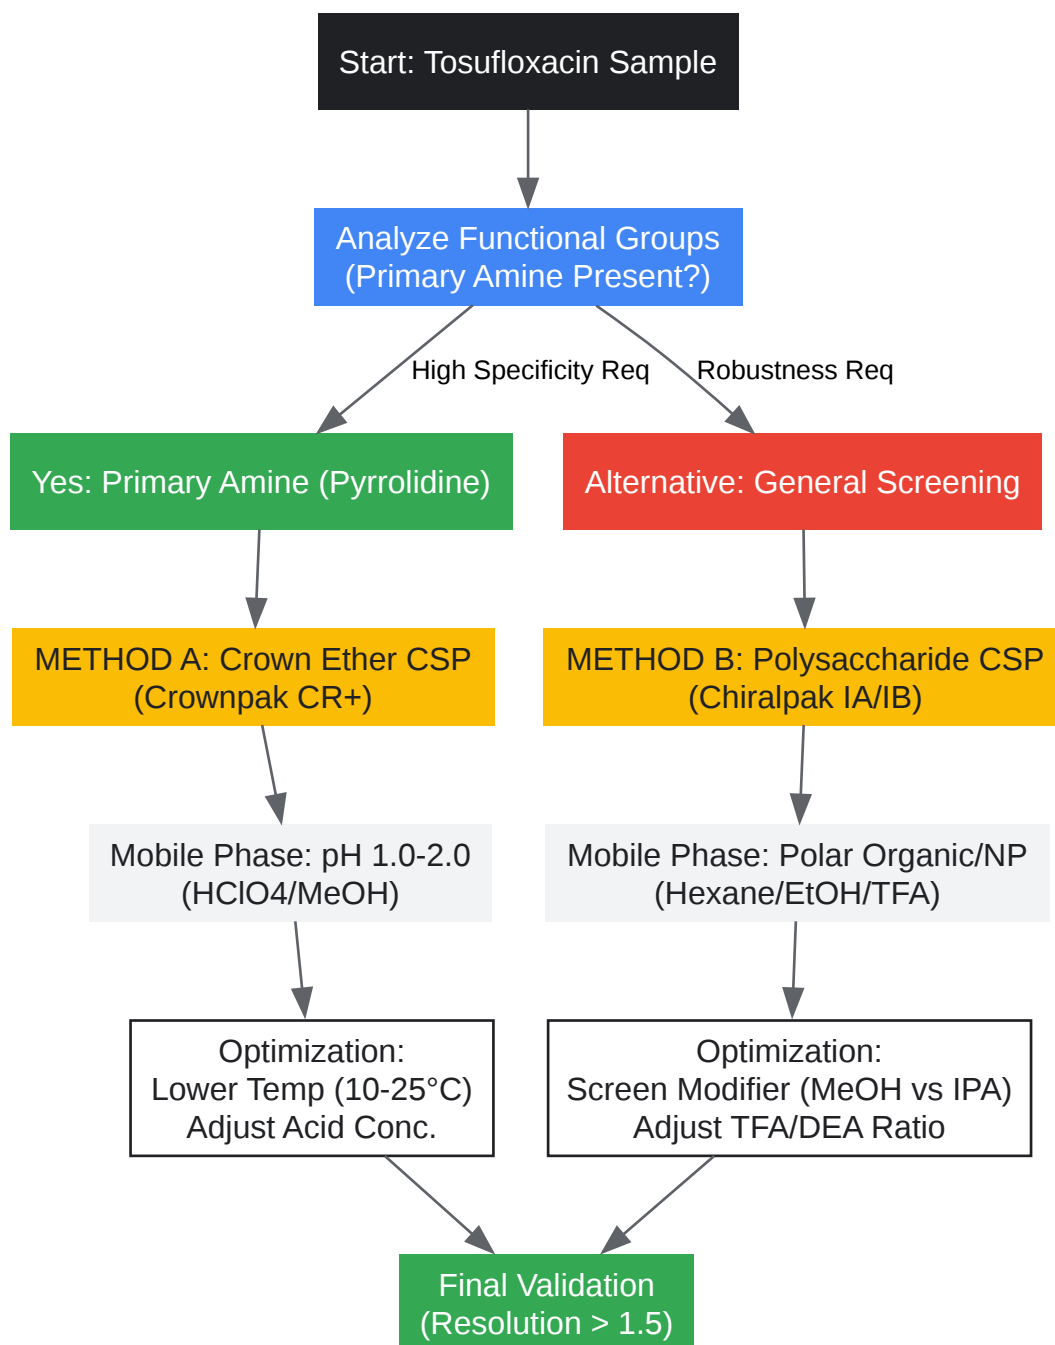 Start: Tosufloxacin Sample
Analyze Functional Groups
(Primary Amine Present?)
High Specificity Req
Robustness Req
Yes: Primary Amine (Pyrrolidine)
Alternative: General Screening
METHOD A: Crown Ether CSP
(Crownpak CR+)
METHOD B: Polysaccharide CSP
(Chiralpak IA/IB)
Mobile Phase: pH 1.0-2.0
(HClO4/MeOH)
Mobile Phase: Polar Organic/NP
(Hexane/EtOH/TFA)
Optimization:
Lower Temp (10-25°C)
Adjust Acid Conc.
Optimization:
Screen Modifier (MeOH vs IPA)
Adjust TFA/DEA Ratio
Final Validation
(Resolution > 1.5)